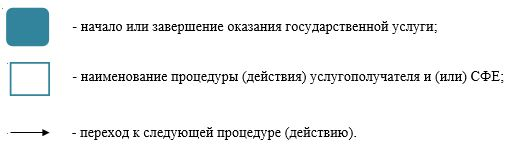 - начало или завершение оказания государственной услуги;
- наименование процедуры (действия) услугополучателя и (или) СФЕ;
- переход к следующей процедуре (действию).